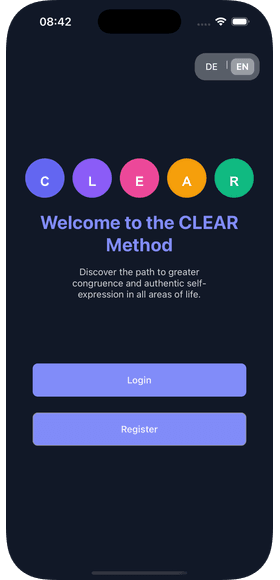 08:42
DE | EN
C L E A R
Welcome to the CLEAR
Method
Discover the path to greater
congruence and authentic self-
expression in all areas of life.
Login
Register